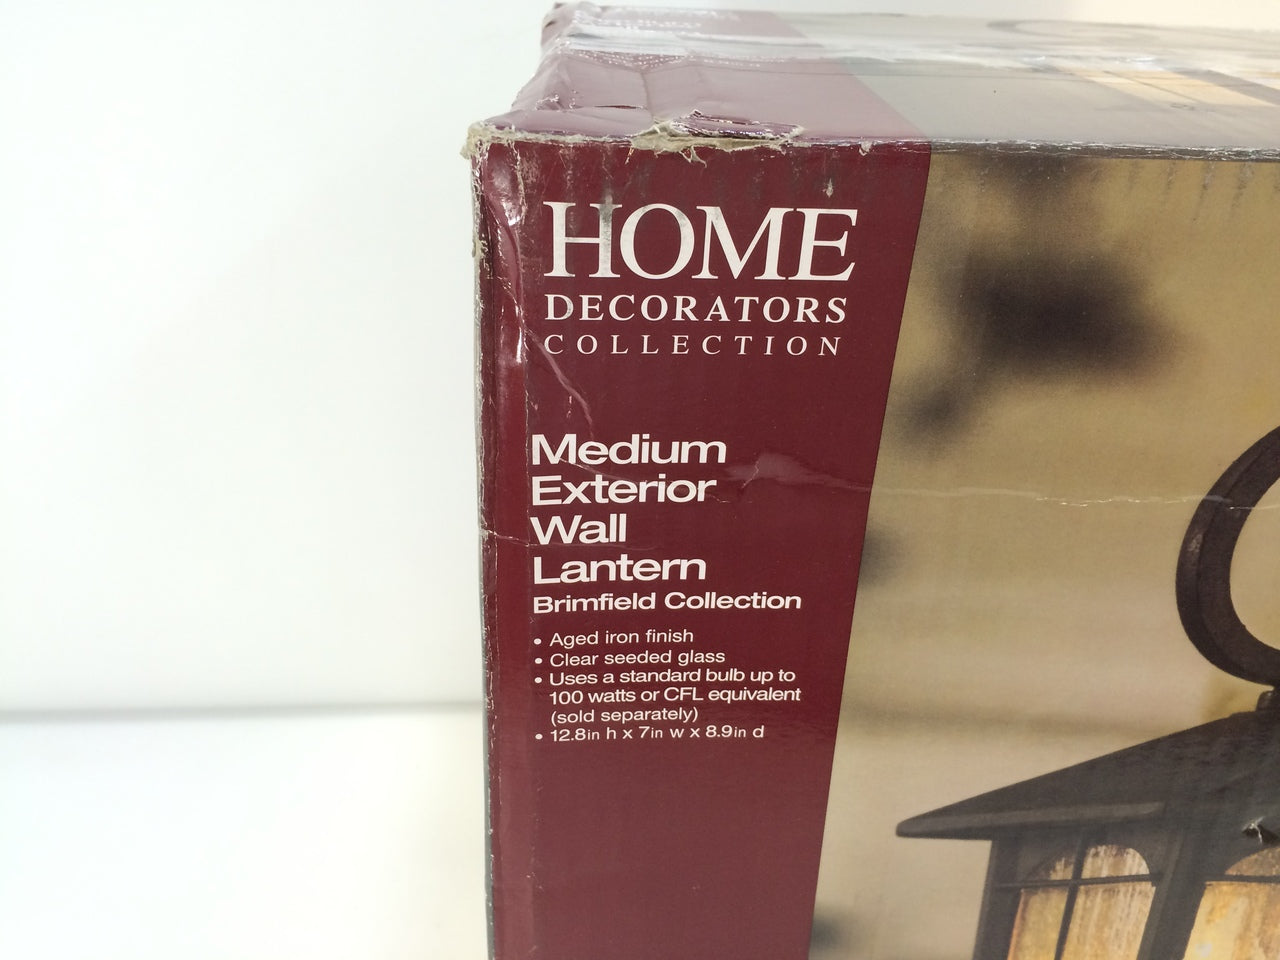 HOME
DECORATORS
COLLECTION
Medium
Exterior
Wall
Lantern
Brimfield Collection
• Aged iron finish
• Clear seeded glass
• Uses a standard bulb up to
100 watts or CFL equivalent
(sold separately)
• 12.8in h x 7in w x 8.9in d